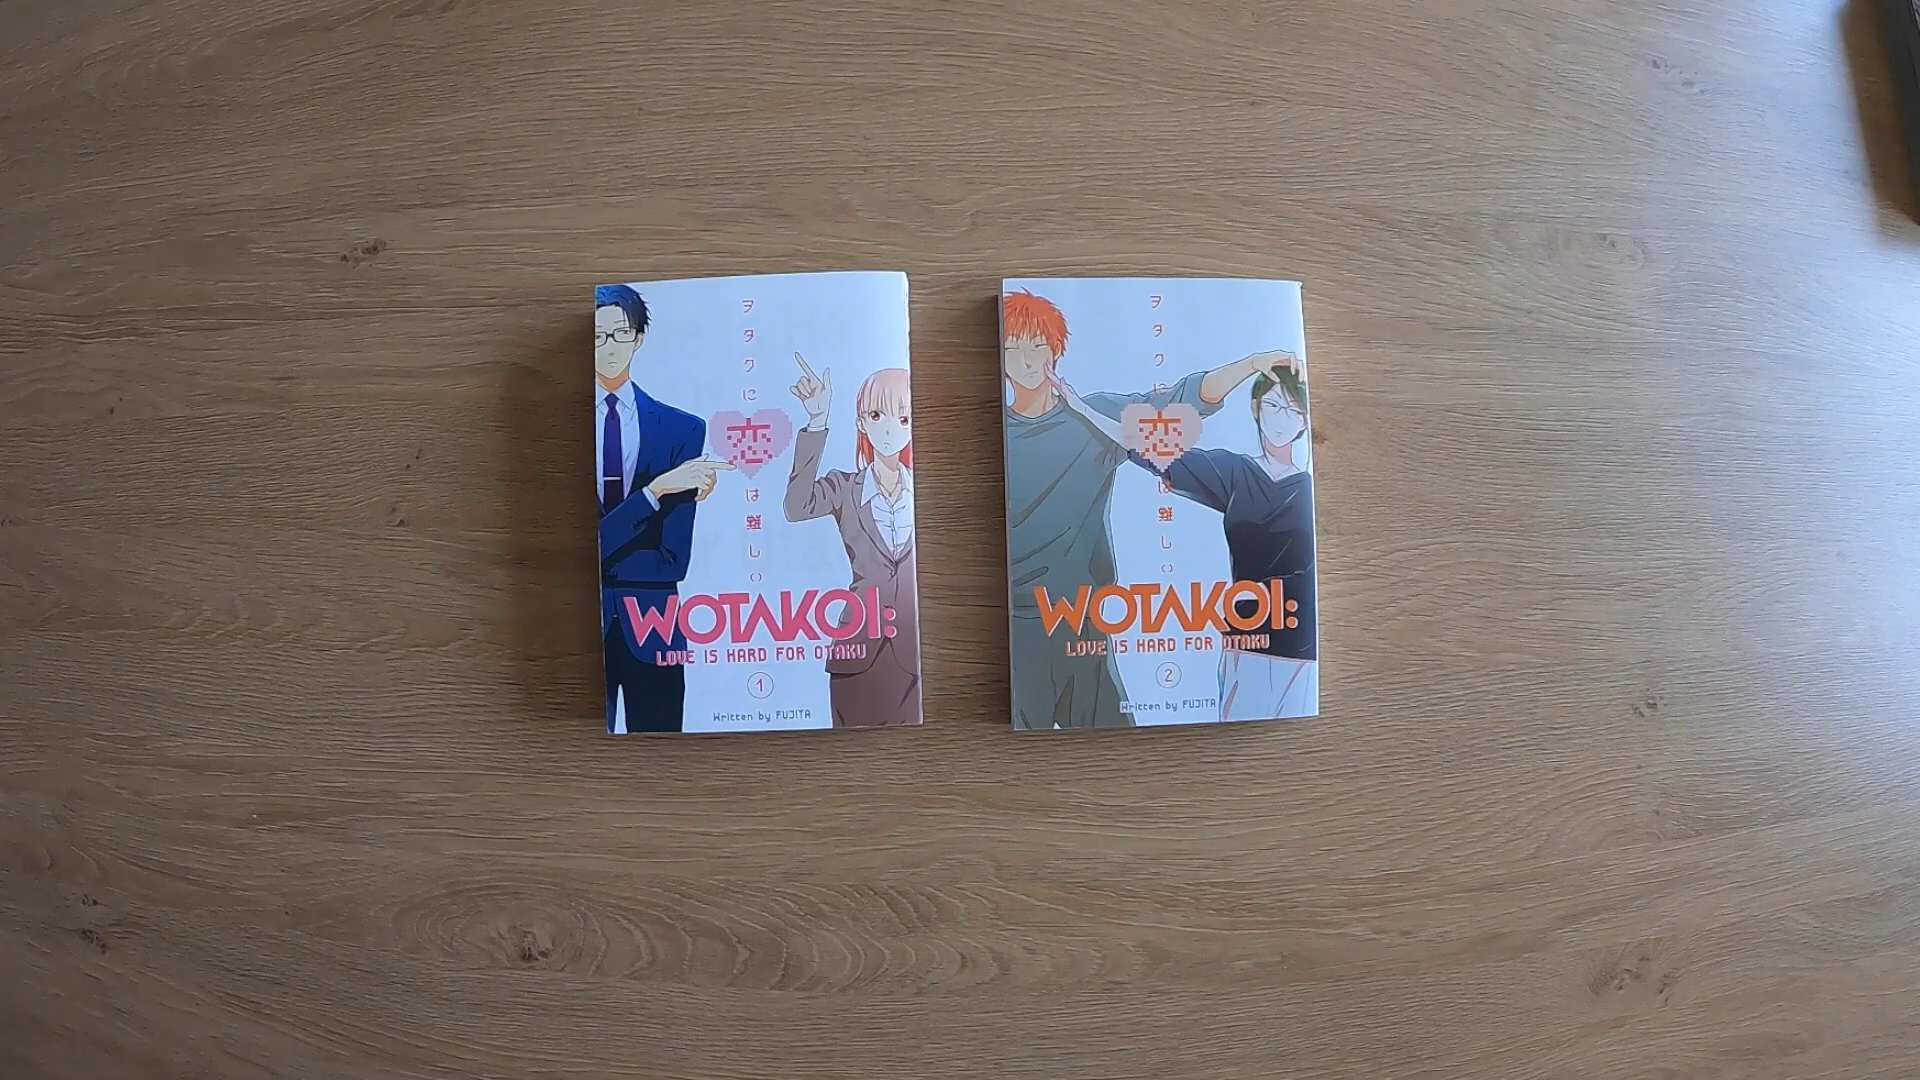 ヲタクに恋は難しい
WOTAKOI:
LOVE IS HARD FOR OTAKU
1
Written by FUJITA
ヲタクに恋は難しい
WOTAKOI:
LOVE IS HARD FOR OTAKU
2
Written by FUJITA